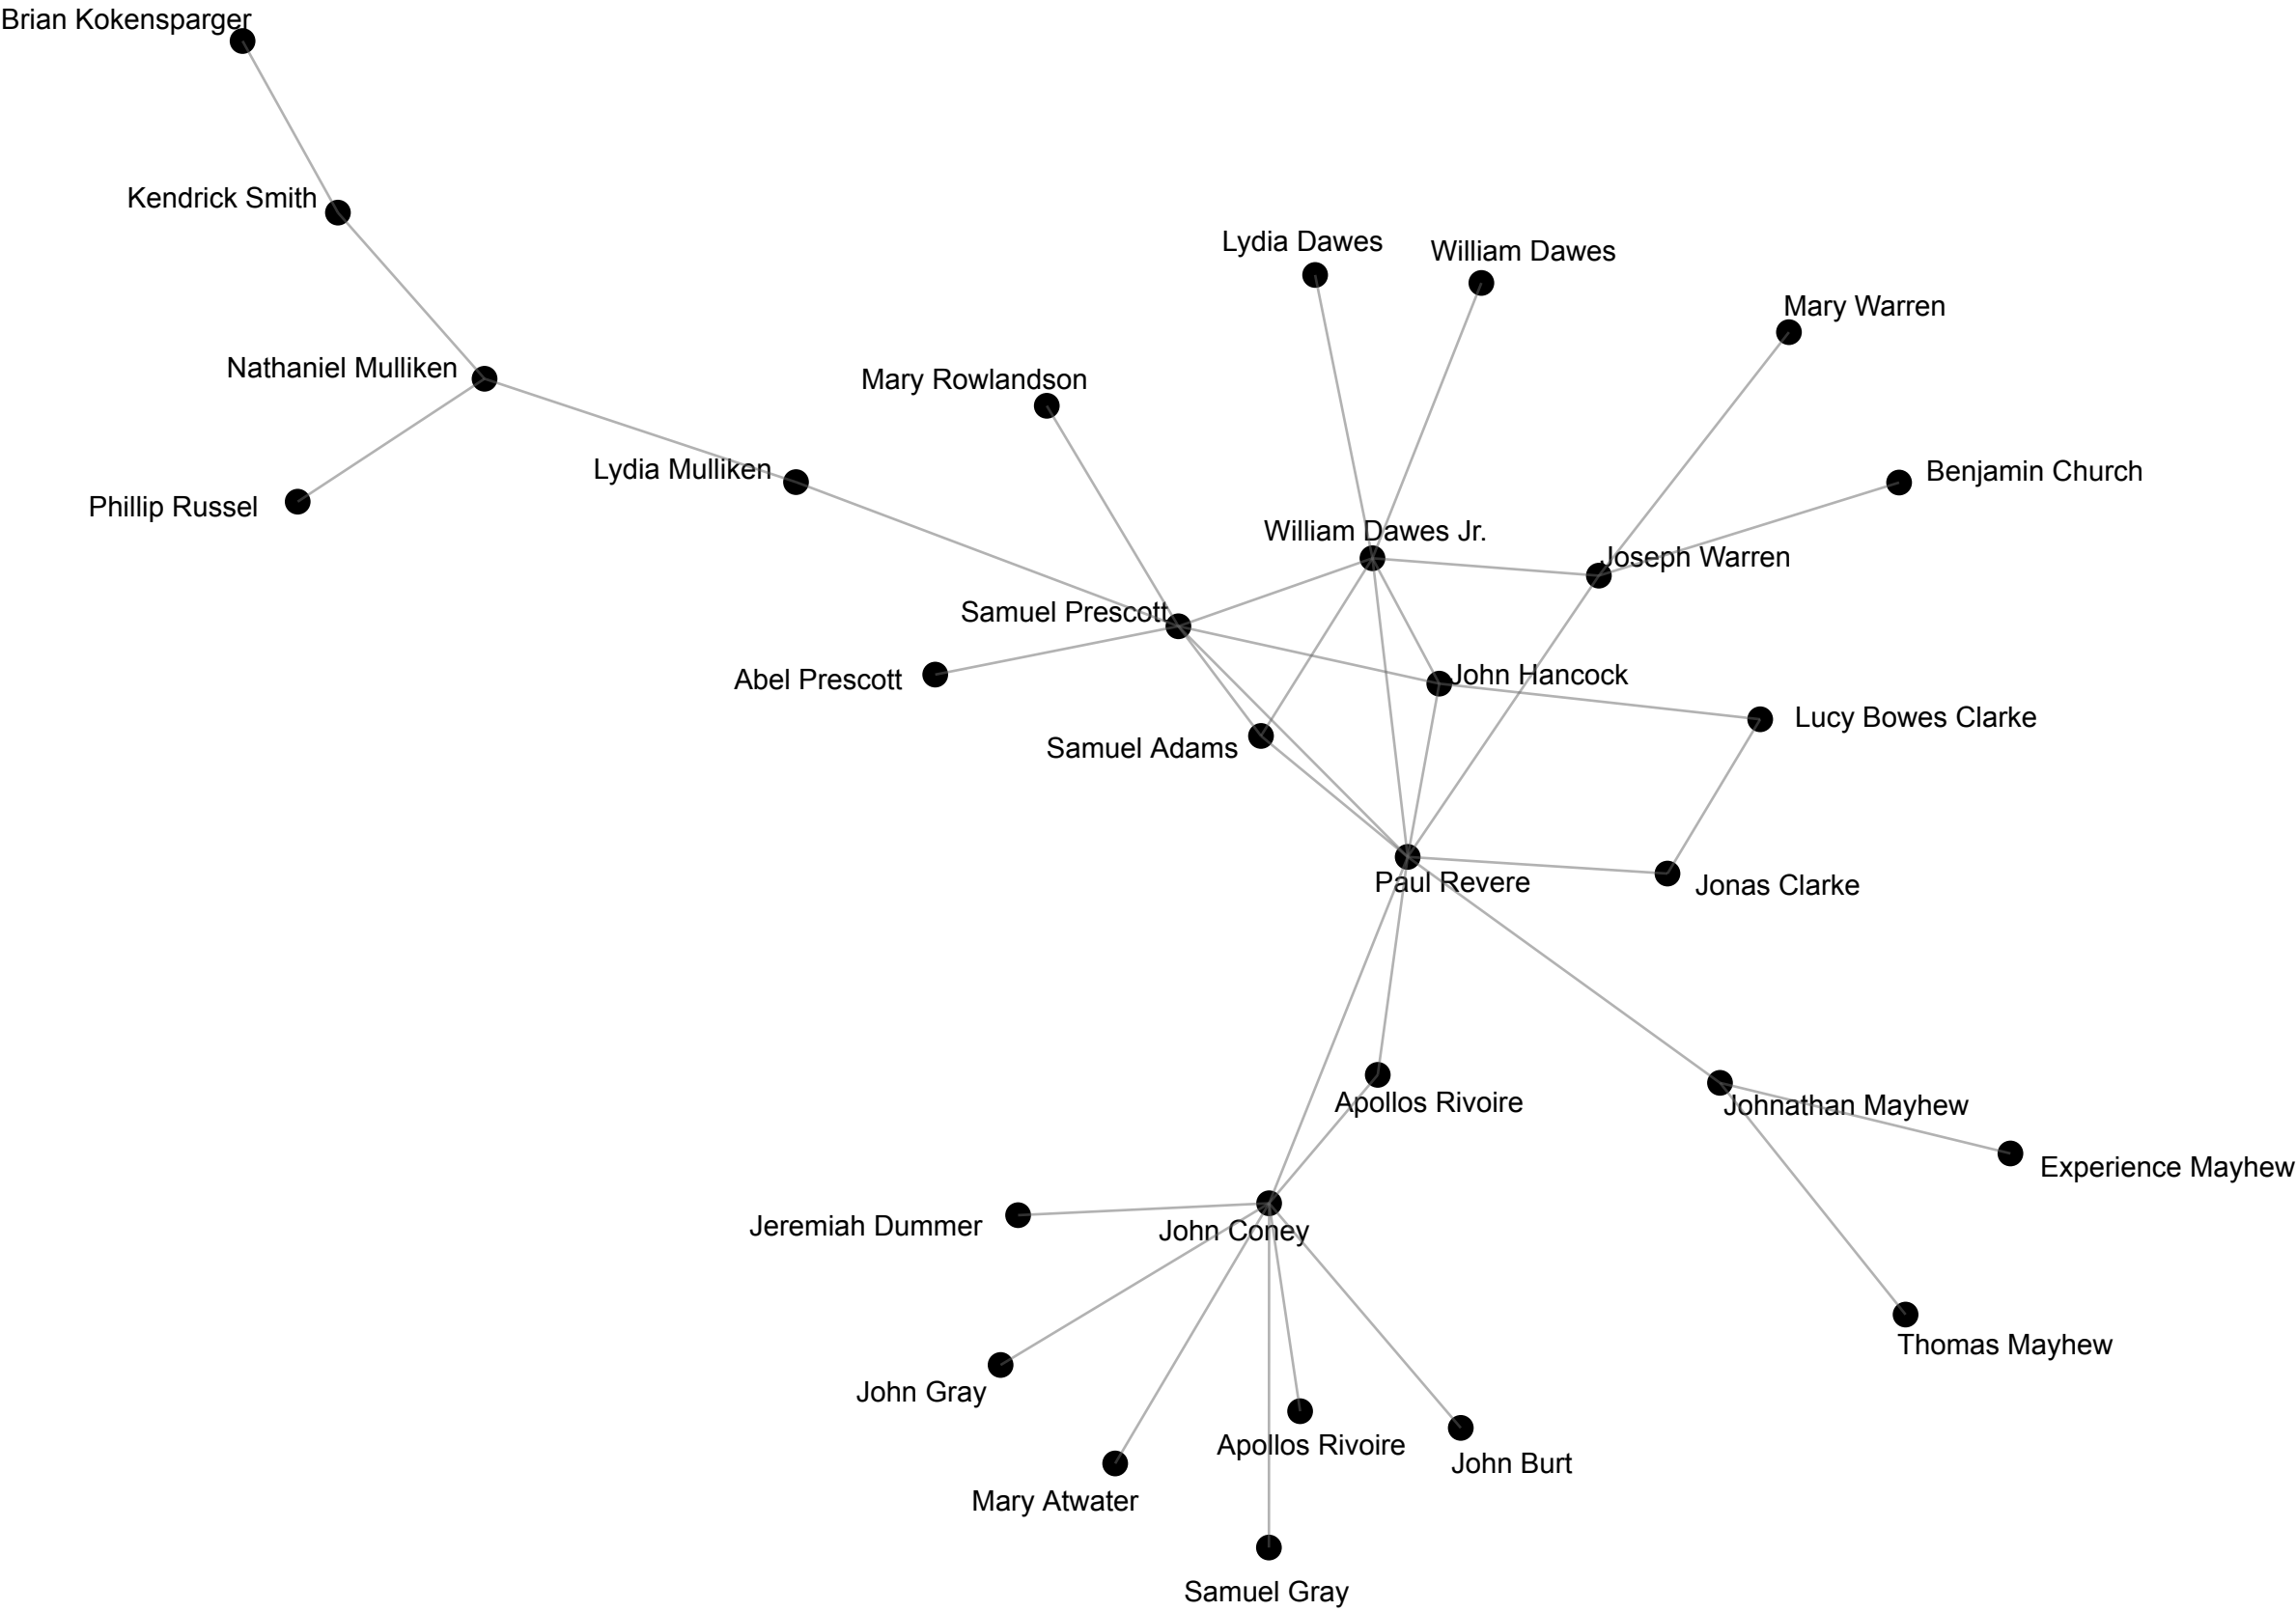 Brian Kokensparger
Kendrick Smith
Lydia Dawes
William Dawes
Mary Warren
Nathaniel Mulliken
Mary Rowlandson
Lydia Mulliken
Benjamin Church
Phillip Russel
William Dawes Jr.
Joseph Warren
Samuel Prescott
Abel Prescott
John Hancock
Lucy Bowes Clarke
Samuel Adams
Paul Revere
Jonas Clarke
Apollos Rivoire
Johnathan Mayhew
Experience Mayhew
Jeremiah Dummer
John Coney
Thomas Mayhew
John Gray
Apollos Rivoire
John Burt
Mary Atwater
Samuel Gray